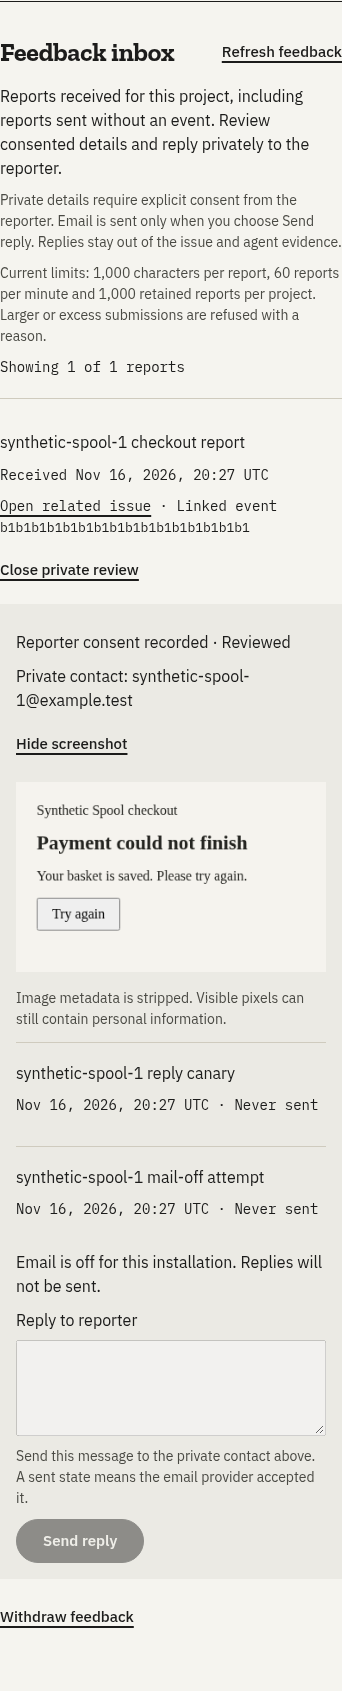 Feedback inbox
Refresh feedback
Reports received for this project, including
reports sent without an event. Review
consented details and reply privately to the
reporter.
Private details require explicit consent from the
reporter. Email is sent only when you choose Send
reply. Replies stay out of the issue and agent evidence.
Current limits: 1,000 characters per report, 60 reports
per minute and 1,000 retained reports per project.
Larger or excess submissions are refused with a
reason.
Showing 1 of 1 reports
synthetic-spool-1 checkout report
Received Nov 16, 2026, 20:27 UTC
Open related issue · Linked event
b1b1b1b1b1b1b1b1b1b1b1b1b1b1b1b1
Close private review
Reporter consent recorded · Reviewed
Private contact: synthetic-spool-
1@example.test
Hide screenshot
Synthetic Spool checkout
Payment could not finish
Your basket is saved. Please try again.
Try again
Image metadata is stripped. Visible pixels can
still contain personal information.
synthetic-spool-1 reply canary
Nov 16, 2026, 20:27 UTC · Never sent
synthetic-spool-1 mail-off attempt
Nov 16, 2026, 20:27 UTC · Never sent
Email is off for this installation. Replies will
not be sent.
Reply to reporter
Send this message to the private contact above.
A sent state means the email provider accepted
it.
Send reply
Withdraw feedback